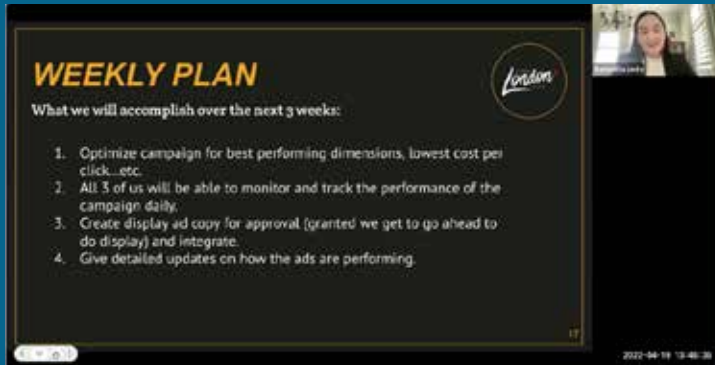 WEEKLY PLAN
London
What we will accomplish over the next 3 weeks:
1. Optimize campaign for best performing dimensions, lowest cost per
click...etc.
2. All 3 of us will be able to monitor and track the performance of the
campaign daily.
3. Create display ad copy for approval (granted we get to go ahead to
do display) and integrate.
4. Give detailed updates on how the ads are performing.
17
2022-04-19 13:46:36